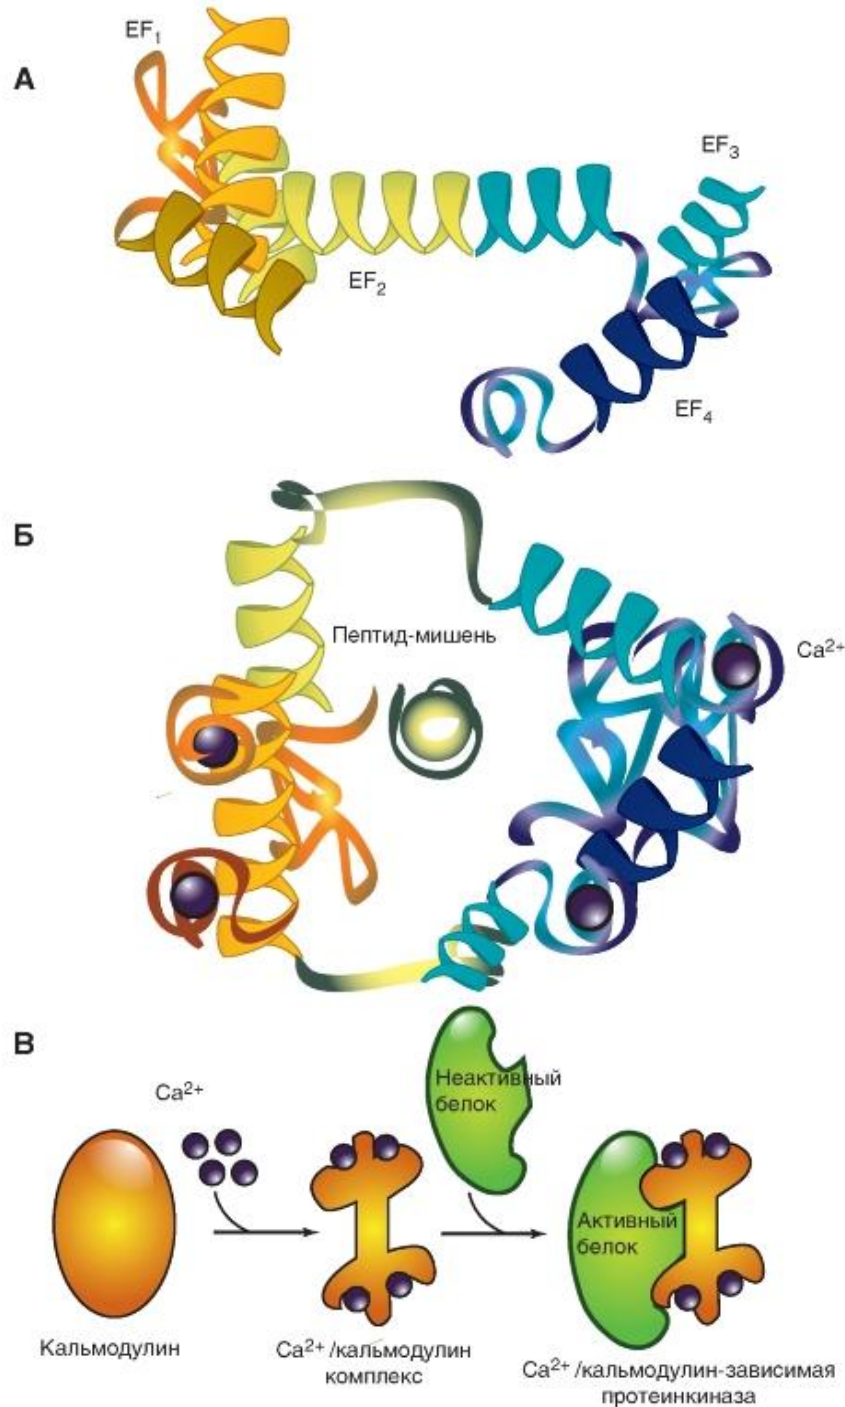 А
EF₁
EF₂
EF₃
EF₄
Б
Пептид-мишень
Ca²⁺
В
Ca²⁺
Неактивный
белок
Активный
белок
Кальмодулин
Ca²⁺/кальмодулин
комплекс
Ca²⁺/кальмодулин-зависимая
протеинкиназа